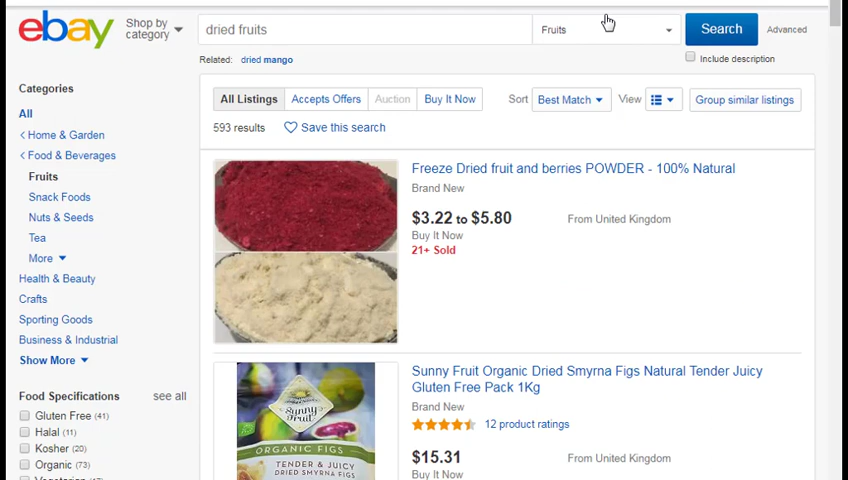 ebay
Shop by
category
dried fruits
Fruits
Search
Advanced
Related: dried mango
Include description
Categories
All
Home & Garden
Food & Beverages
Fruits
Snack Foods
Nuts & Seeds
Tea
More
Health & Beauty
Crafts
Sporting Goods
Business & Industrial
Show More
Food Specifications see all
Gluten Free (41)
Halal (11)
Kosher (20)
Organic (73)
All Listings Accepts Offers Auction Buy It Now Sort Best Match View Group similar listings
593 results Save this search
Freeze Dried fruit and berries POWDER - 100% Natural
Brand New
$3.22 to $5.80 From United Kingdom
Buy It Now
21+ Sold
Sunny Fruit Organic Dried Smyrna Figs Natural Tender Juicy
Gluten Free Pack 1Kg
Brand New
12 product ratings
$15.31 From United Kingdom
Buy It Now
Sunny
Fruit
ORGANIC FIGS
TENDER & JUICY
DRIED SMYRNA FIGS